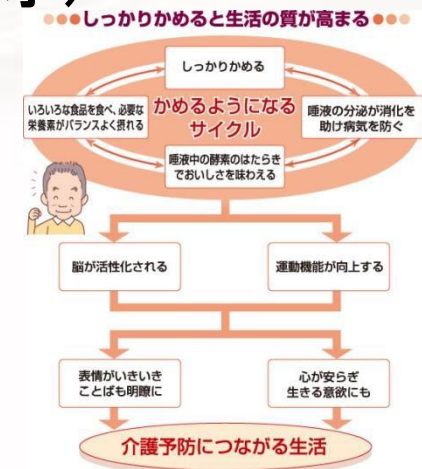 ●●●しっかりかめると生活の質が高まる●●●
しっかりかめる
いろいろな食品を食べ、必要な
栄養素がバランスよく摂れる
かめるようになる
サイクル
唾液の分泌が消化を
助け病気を防ぐ
唾液中の酵素のはたらき
でおいしさを味わえる
脳が活性化される
運動機能が向上する
表情がいきいき
ことばも明瞭に
心が安らぎ
生きる意欲にも
介護予防につながる生活